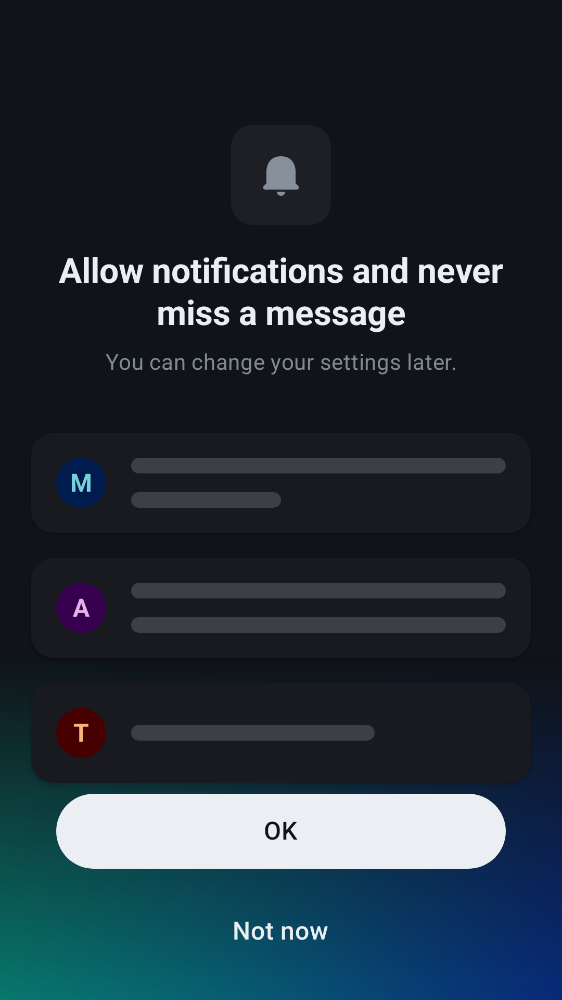 Allow notifications and never
miss a message
You can change your settings later.
M
A
T
OK
Not now